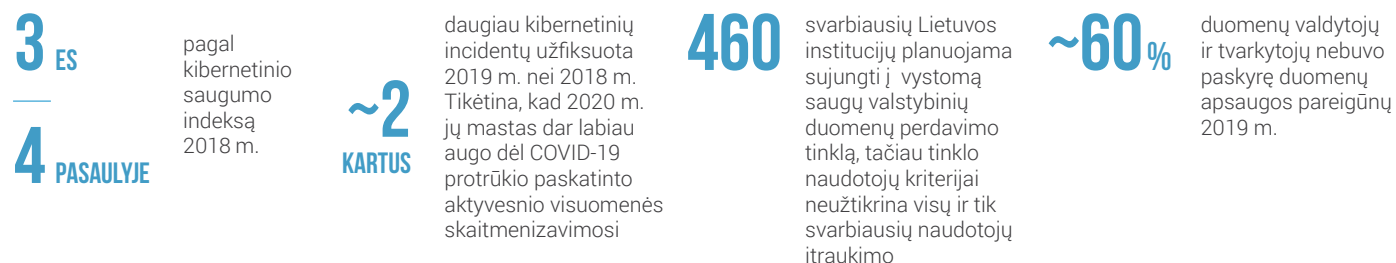 3 ES
4 PASAULYJE
pagal
kibernetinio
saugumo
indeksą
2018 m.
~2
KARTUS
daugiau kibernetinių
incidentų užfiksuota
2019 m. nei 2018 m.
Tikėtina, kad 2020 m.
jų mastas dar labiau
augo dėl COVID-19
protrūkio paskatinto
aktyvesnio visuomenės
skaitmenizavimosi
460
svarbiausių Lietuvos
institucijų planuojama
sujungti į vystomą
saugų valstybinių
duomenų perdavimo
tinklą, tačiau tinklo
naudotojų kriterijai
neužtikrina visų ir tik
svarbiausių naudotojų
itraukimo
~60 %
duomenų valdytojų
ir tvarkytojų nebuvo
paskyrę duomenų
apsaugos pareigūnų
2019 m.